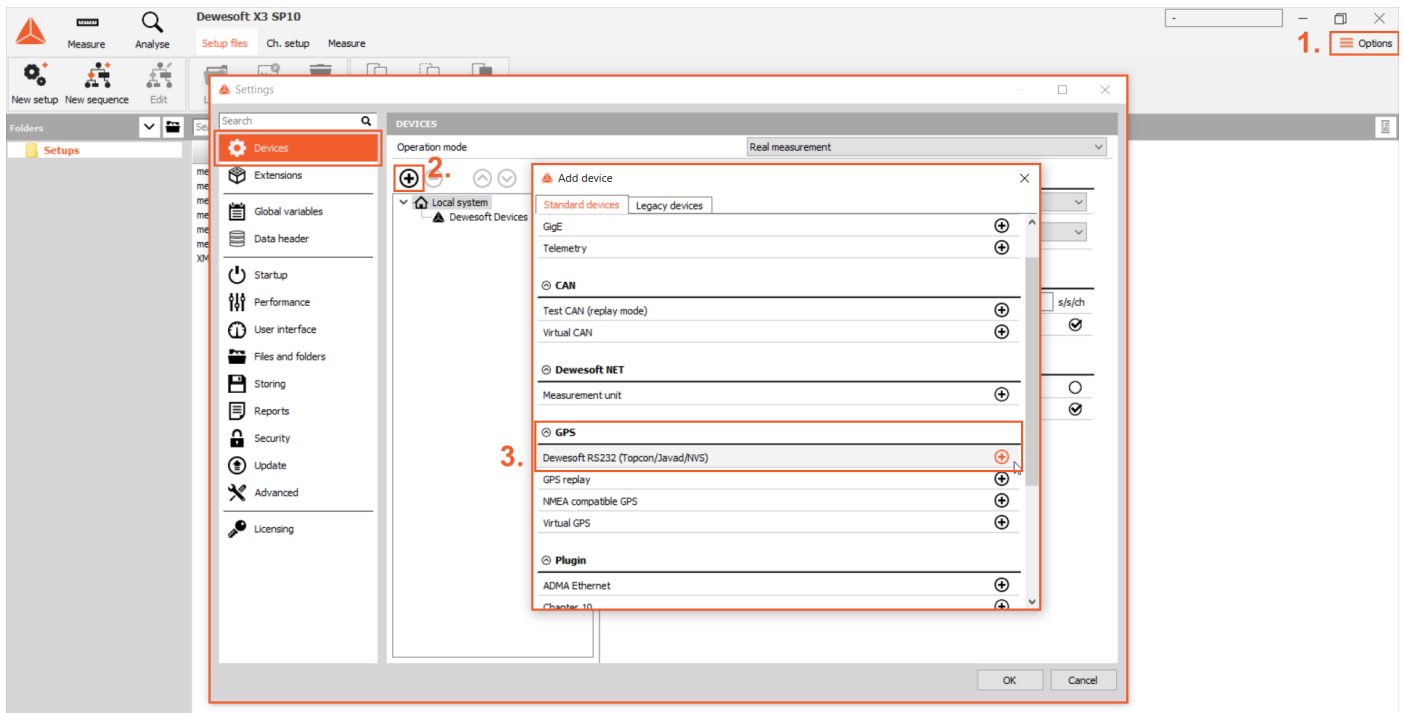 Dewesoft X3 SP10
-
Measure
Analyse
Setup files
Ch. setup
Measure
1.
Options
New setup
New sequence
Edit
Settings
Folders
Search
DEVICES
Setups
Devices
Operation mode
Real measurement
Extensions
2.
Add device
Global variables
Local system
Standard devices
Legacy devices
Dewesoft Devices
GigE
Data header
Telemetry
Startup
CAN
Performance
Test CAN (replay mode)
s/s/ch
User interface
Virtual CAN
Files and folders
Dewesoft NET
Storing
Measurement unit
Reports
Security
GPS
3.
Dewesoft RS232 (Topcon/Javad/NVS)
Update
GPS replay
Advanced
NMEA compatible GPS
Licensing
Virtual GPS
Plugin
ADMA Ethernet
Chapter 10
OK
Cancel